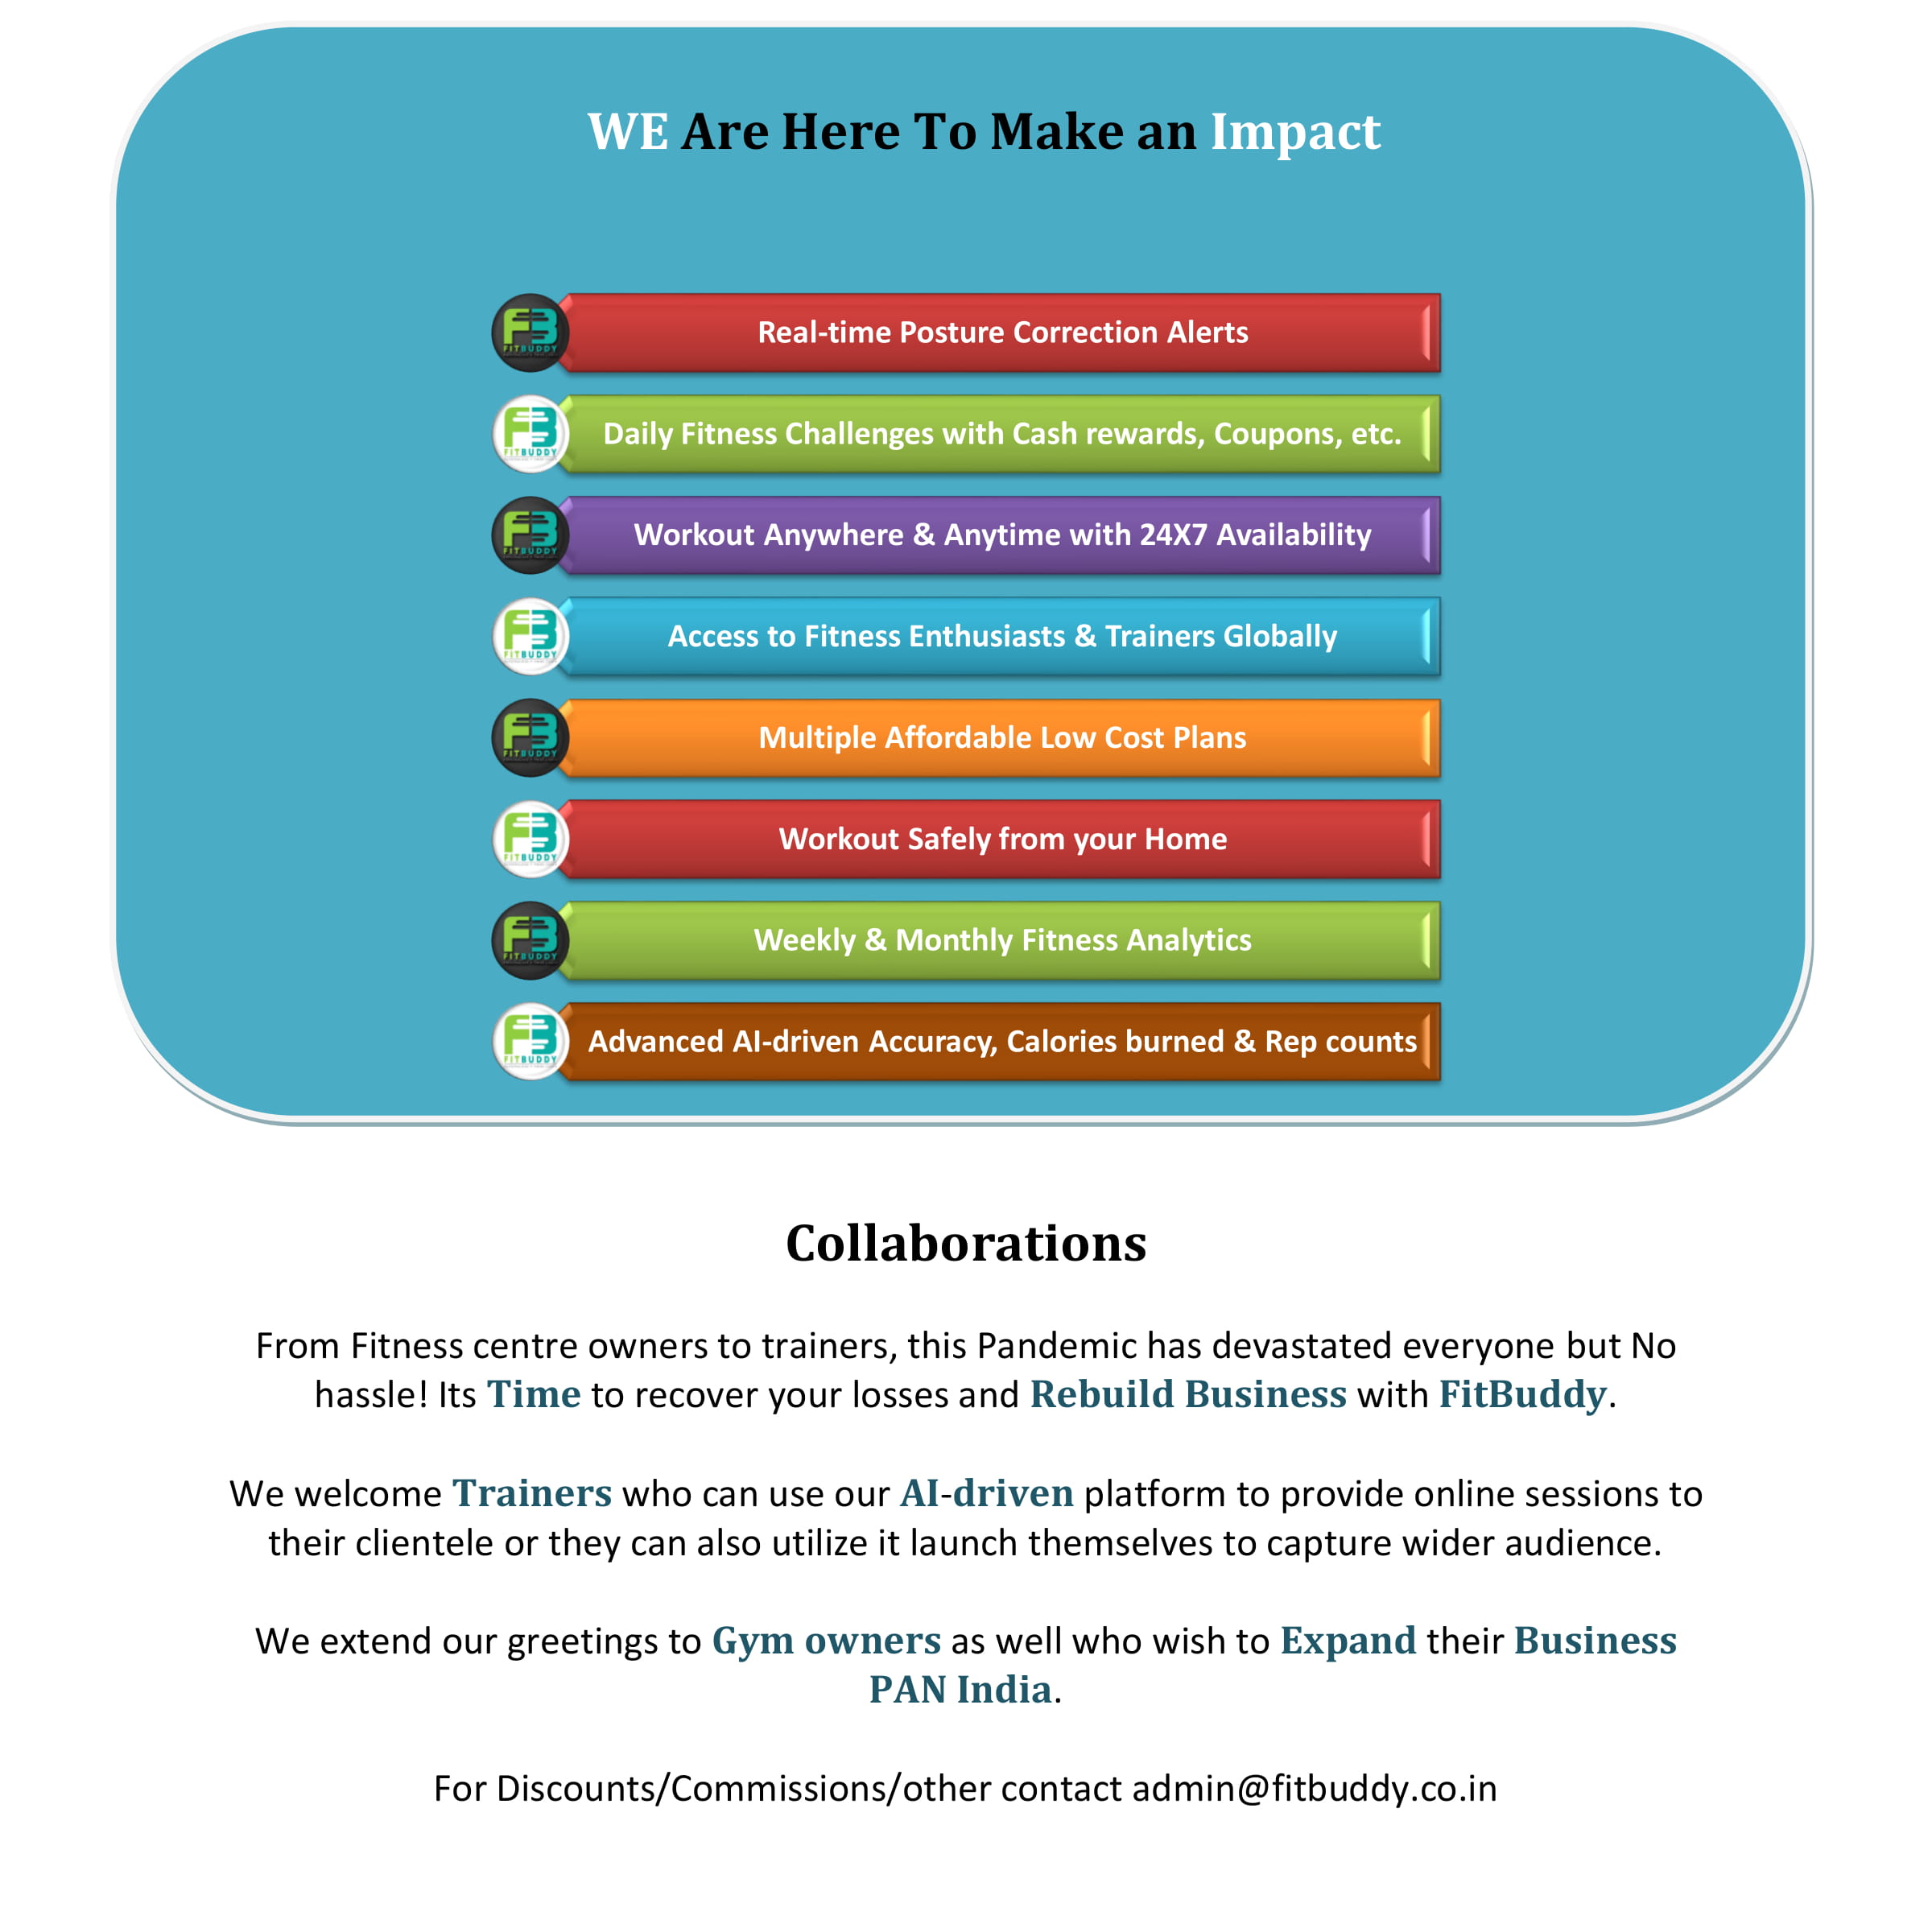 WE Are Here To Make an Impact
FITBUDDY
Real-time Posture Correction Alerts
FITBUDDY
Daily Fitness Challenges with Cash rewards, Coupons, etc.
FITBUDDY
Workout Anywhere & Anytime with 24X7 Availability
FITBUDDY
Access to Fitness Enthusiasts & Trainers Globally
FITBUDDY
Multiple Affordable Low Cost Plans
FITBUDDY
Workout Safely from your Home
FITBUDDY
Weekly & Monthly Fitness Analytics
FITBUDDY
Advanced AI-driven Accuracy, Calories burned & Rep counts
Collaborations
From Fitness centre owners to trainers, this Pandemic has devastated everyone but No
hassle! Its Time to recover your losses and Rebuild Business with FitBuddy.
We welcome Trainers who can use our AI-driven platform to provide online sessions to
their clientele or they can also utilize it launch themselves to capture wider audience.
We extend our greetings to Gym owners as well who wish to Expand their Business
PAN India.
For Discounts/Commissions/other contact admin@fitbuddy.co.in